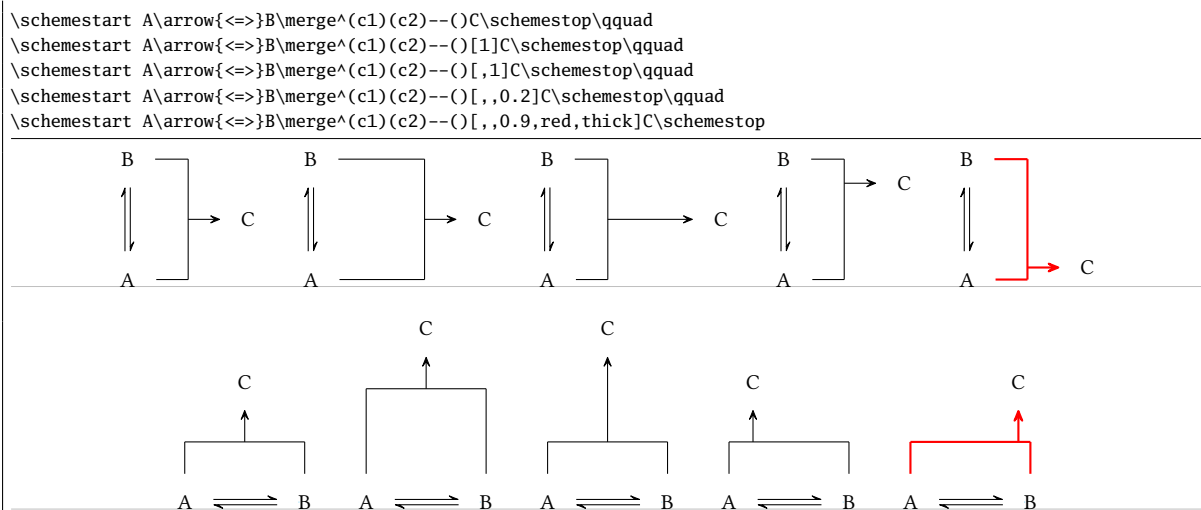 \schemestart A\arrow{<=>}B\merge^(c1)(c2)--()C\schemestop\qquad
\schemestart A\arrow{<=>}B\merge^(c1)(c2)--()[1]C\schemestop\qquad
\schemestart A\arrow{<=>}B\merge^(c1)(c2)--()[,1]C\schemestop\qquad
\schemestart A\arrow{<=>}B\merge^(c1)(c2)--()[,,0.2]C\schemestop\qquad
\schemestart A\arrow{<=>}B\merge^(c1)(c2)--()[,,0.9,red,thick]C\schemestop
B B B B B
C
C C C
C
A A A A A
C C
C C C
A B A B A B A B A B